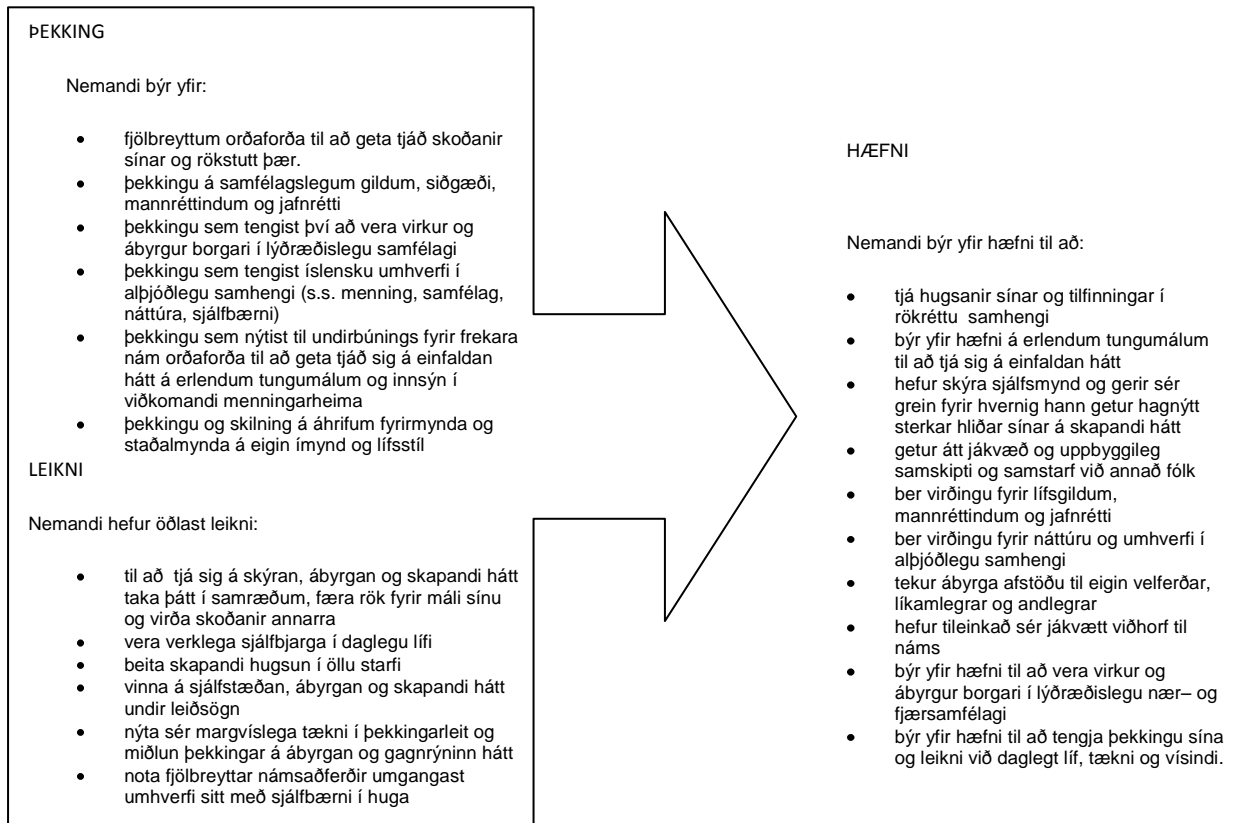 ÞEKKING
Nemandi býr yfir:
• fjölbreyttum orðaforða til að geta tjáð skoðanir
sínar og rökstutt þær.
• þekkingu á samfélagslegum gildum, siðgæði,
mannréttindum og jafnrétti
• þekkingu sem tengist því að vera virkur og
ábyrgur borgari í lýðræðislegu samfélagi
• þekkingu sem tengist íslensku umhverfi í
alþjóðlegu samhengi (s.s. menning, samfélag,
náttúra, sjálfbærni)
• þekkingu sem nýtist til undirbúnings fyrir frekara
nám orðaforða til að geta tjáð sig á einfaldan
hátt á erlendum tungumálum og innsýn í
viðkomandi menningarheima
• þekkingu og skilning á áhrifum fyrirmynda og
staðalmynda á eigin ímynd og lífsstíl
LEIKNI
Nemandi hefur öðlast leikni:
• til að tjá sig á skýran, ábyrgan og skapandi hátt
taka þátt í samræðum, færa rök fyrir máli sínu
og virða skoðanir annarra
• vera verklega sjálfbjarga í daglegu lífi
• beita skapandi hugsun í öllu starfi
• vinna á sjálfstæðan, ábyrgan og skapandi hátt
undir leiðsögn
• nýta sér margvíslega tækni í þekkingarleit og
miðlun þekkingar á ábyrgan og gagnrýninn hátt
• nota fjölbreyttar námsaðferðir umgangast
umhverfi sitt með sjálfbærni í huga
HÆFNI
Nemandi býr yfir hæfni til að:
• tjá hugsanir sínar og tilfinningar í
rökréttu samhengi
• býr yfir hæfni á erlendum tungumálum
til að tjá sig á einfaldan hátt
• hefur skýra sjálfsmynd og gerir sér
grein fyrir hvernig hann getur hagnýtt
sterkar hliðar sínar á skapandi hátt
• getur átt jákvæð og uppbyggileg
samskipti og samstarf við annað fólk
• ber virðingu fyrir lífsgildum,
mannréttindum og jafnrétti
• ber virðingu fyrir náttúru og umhverfi í
alþjóðlegu samhengi
• tekur ábyrga afstöðu til eigin velferðar,
líkamlegrar og andlegrar
• hefur tileinkað sér jákvætt viðhorf til
náms
• býr yfir hæfni til að vera virkur og
ábyrgur borgari í lýðræðislegu nær– og
fjærsamfélagi
• býr yfir hæfni til að tengja þekkingu sína
og leikni við daglegt líf, tækni og vísindi.